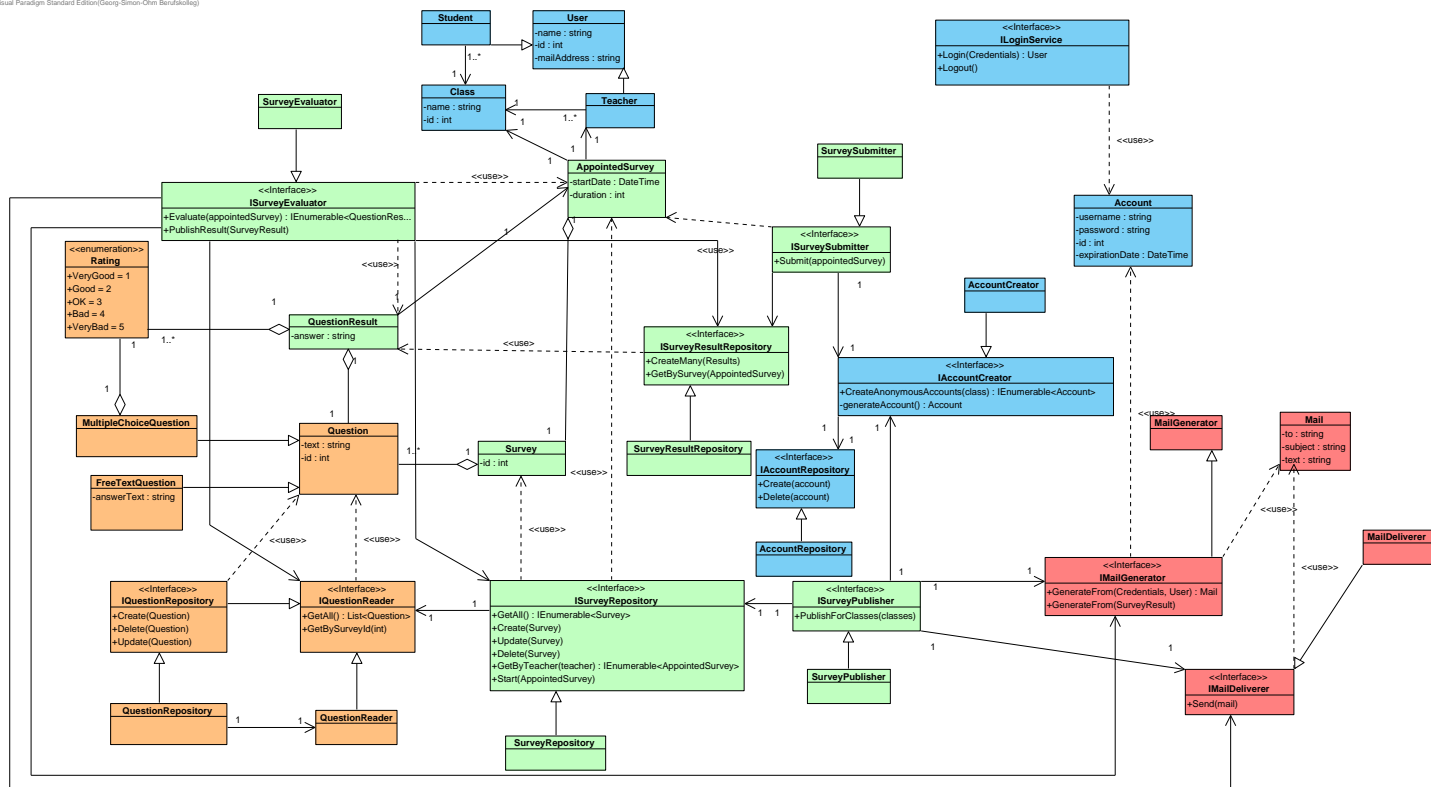 isual Paradigm Standard Edition(Georg-Simon-Ohm Berufskolleg)
Student
User
-name : string
-id : int
-mailAddress : string
<<Interface>>
ILoginService
+Login(Credentials) : User
+Logout()
1..*
1
Class
-name : string
-id : int
Teacher
1
1..*
1
1
1
SurveyEvaluator
<<use>>
SurveySubmitter
AppointedSurvey
-startDate : DateTime
-duration : int
<<use>>
<<Interface>>
ISurveyEvaluator
+Evaluate(appointedSurvey) : IEnumerable<QuestionRes...
+PublishResult(SurveyResult)
Account
-username : string
-password : string
-id : int
-expirationDate : DateTime
<<Interface>>
ISurveySubmitter
+Submit(appointedSurvey)
1
1
<<use>>
<<use>>
<<enumeration>>
Rating
+VeryGood = 1
+Good = 2
+OK = 3
+Bad = 4
+VeryBad = 5
1
AccountCreator
1
1
QuestionResult
-answer : string
1..*
1
<<use>>
<<Interface>>
ISurveyResultRepository
+CreateMany(Results)
+GetBySurvey(AppointedSurvey)
1
1
<<Interface>>
IAccountCreator
+CreateAnonymousAccounts(class) : IEnumerable<Account>
-generateAccount() : Account
1
1
MultipleChoiceQuestion
1
Question
-text : string
-id : int
1..*
1
Survey
-id : int
1
SurveyResultRepository
1
1
1
<<Interface>>
IAccountRepository
+Create(account)
+Delete(account)
<<use>>
MailGenerator
Mail
-to : string
-subject : string
-text : string
FreeTextQuestion
-answerText : string
<<use>>
<<use>>
<<use>>
<<use>>
<<use>>
AccountRepository
MailDeliverer
<<use>>
<<Interface>>
IQuestionRepository
+Create(Question)
+Delete(Question)
+Update(Question)
<<Interface>>
IQuestionReader
+GetAll() : List<Question>
+GetBySurveyId(int)
1
1
<<Interface>>
ISurveyRepository
+GetAll() : IEnumerable<Survey>
+Create(Survey)
+Update(Survey)
+Delete(Survey)
+GetByTeacher(teacher) : IEnumerable<AppointedSurvey>
+Start(AppointedSurvey)
1
1
<<Interface>>
ISurveyPublisher
+PublishForClasses(classes)
1
1
1
<<Interface>>
IMailGenerator
+GenerateFrom(Credentials, User) : Mail
+GenerateFrom(SurveyResult)
1
1
SurveyPublisher
<<Interface>>
IMailDeliverer
+Send(mail)
QuestionRepository
1
1
QuestionReader
SurveyRepository